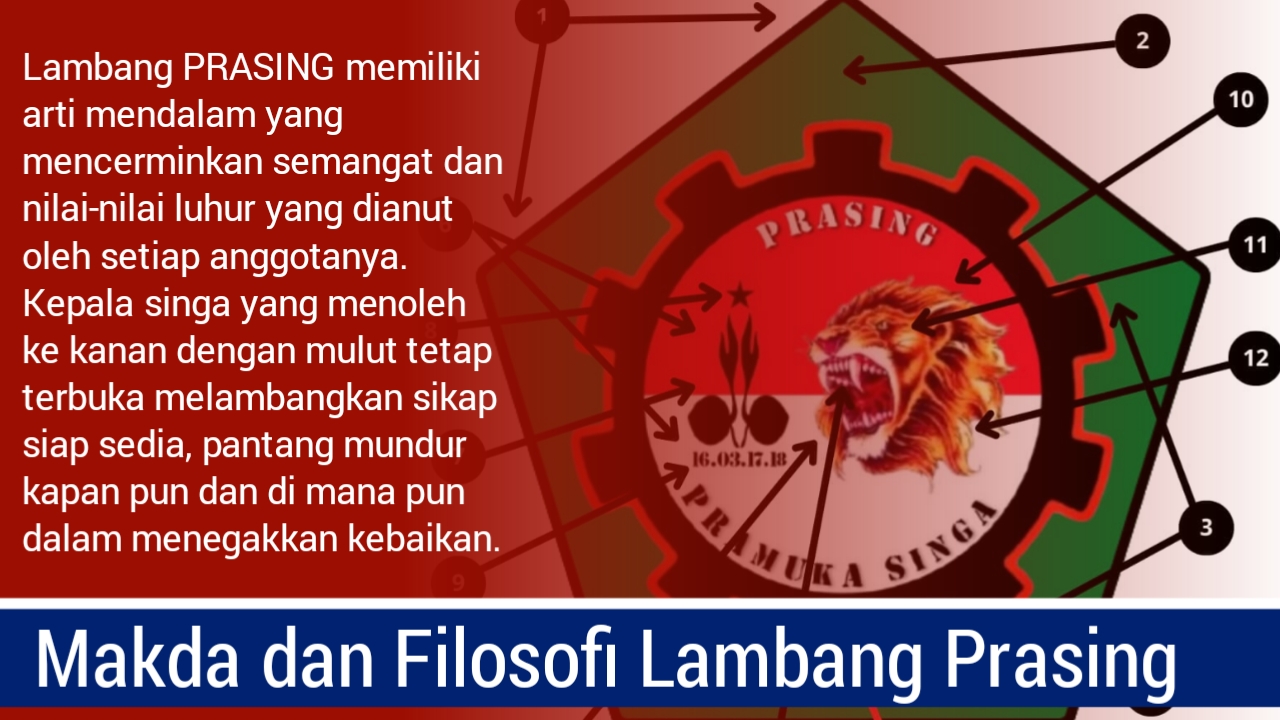 Lambang PRASING memiliki
arti mendalam yang
mencerminkan semangat dan
nilai-nilai luhur yang dianut
oleh setiap anggotanya.
Kepala singa yang menoleh
ke kanan dengan mulut tetap
terbuka melambangkan sikap
siap sedia, pantang mundur
kapan pun dan di mana pun
dalam menegakkan kebaikan.
1
2
10
6
11
8
12
7
3
9
PRASING
16.03.17.18
PRAMUKA SINGA
Makda dan Filosofi Lambang Prasing